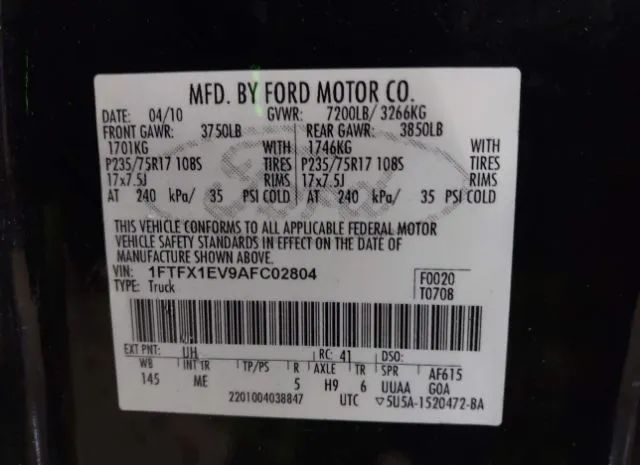 MFD. BY FORD MOTOR CO.
DATE: 04/10 GVWR: 7200LB/ 3266KG
FRONT GAWR: 3750LB REAR GAWR: 3850LB
1701KG WITH 1746KG WITH
P235/75R17 108S TIRES P235/75R17 108S TIRES
17x7.5J RIMS 17x7.5J RIMS
AT 240 kPa/ 35 PSI COLD AT 240 kPa/ 35 PSI COLD
THIS VEHICLE CONFORMS TO ALL APPLICABLE FEDERAL MOTOR
VEHICLE SAFETY STANDARDS IN EFFECT ON THE DATE OF
MANUFACTURE SHOWN ABOVE.
VIN: 1FTFX1EV9AFC02804 F0020
TYPE: Truck T0708
EXT PNT: UH RC: 41 DSO:
WB INT TR TP/PS R AXLE TR SPR AF615
145 ME 5 H9 6 UUAA GOA
2201004038847 UTC ▽5U5A-1520472-BA
Ford